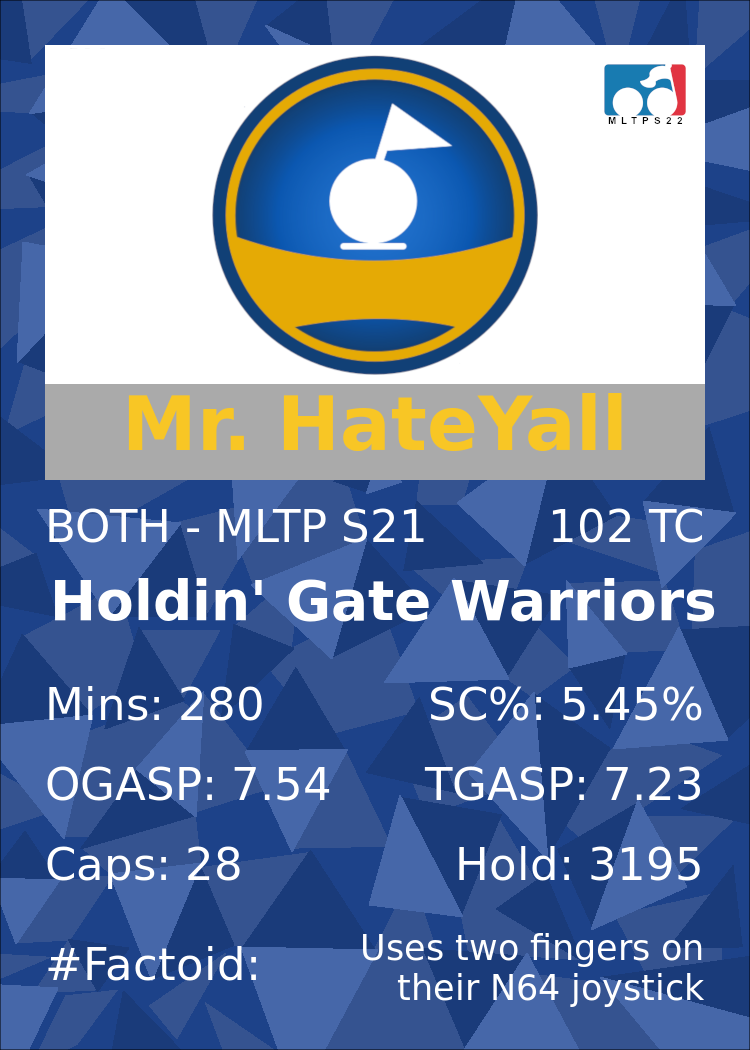 MLTPS22
Mr. HateYall
BOTH - MLTP S21 102 TC
Holdin' Gate Warriors
Mins: 280 SC%: 5.45%
OGASP: 7.54 TGASP: 7.23
Caps: 28 Hold: 3195
#Factoid: Uses two fingers on
their N64 joystick